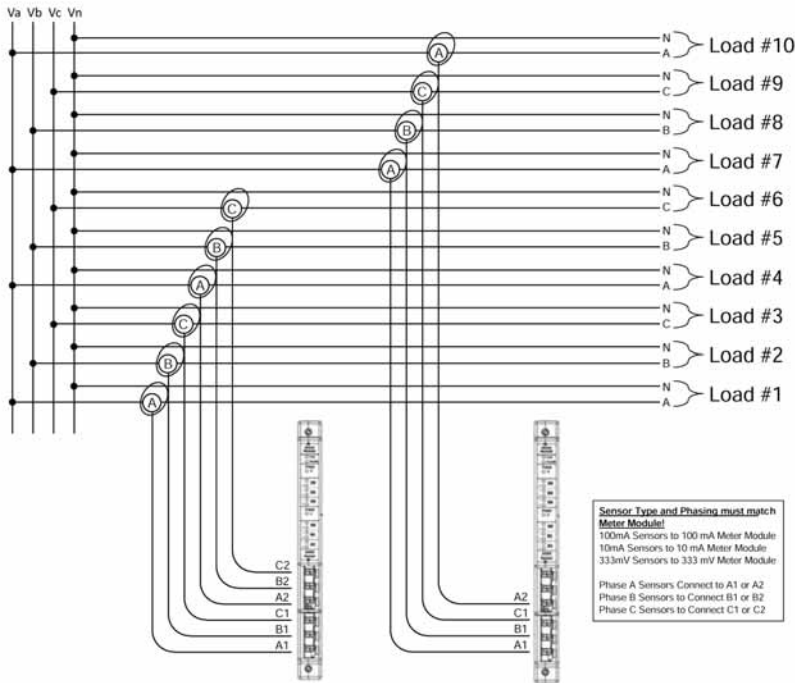 Va Vb Vc Vn
N
A
Load #10
N
C
Load #9
N
B
Load #8
N
A
Load #7
N
C
Load #6
N
B
Load #5
N
A
Load #4
N
C
Load #3
N
B
Load #2
N
A
Load #1
A
C
B
A
C
B
A
C
B
A
C2
B2
A2
C1
B1
A1
A2
C1
B1
A1
Sensor Type and Phasing must match
Meter Module!
100mA Sensors to 100 mA Meter Module
10mA Sensors to 10 mA Meter Module
333mV Sensors to 333 mV Meter Module
Phase A Sensors Connect to A1 or A2
Phase B Sensors to Connect B1 or B2
Phase C Sensors to Connect C1 or C2